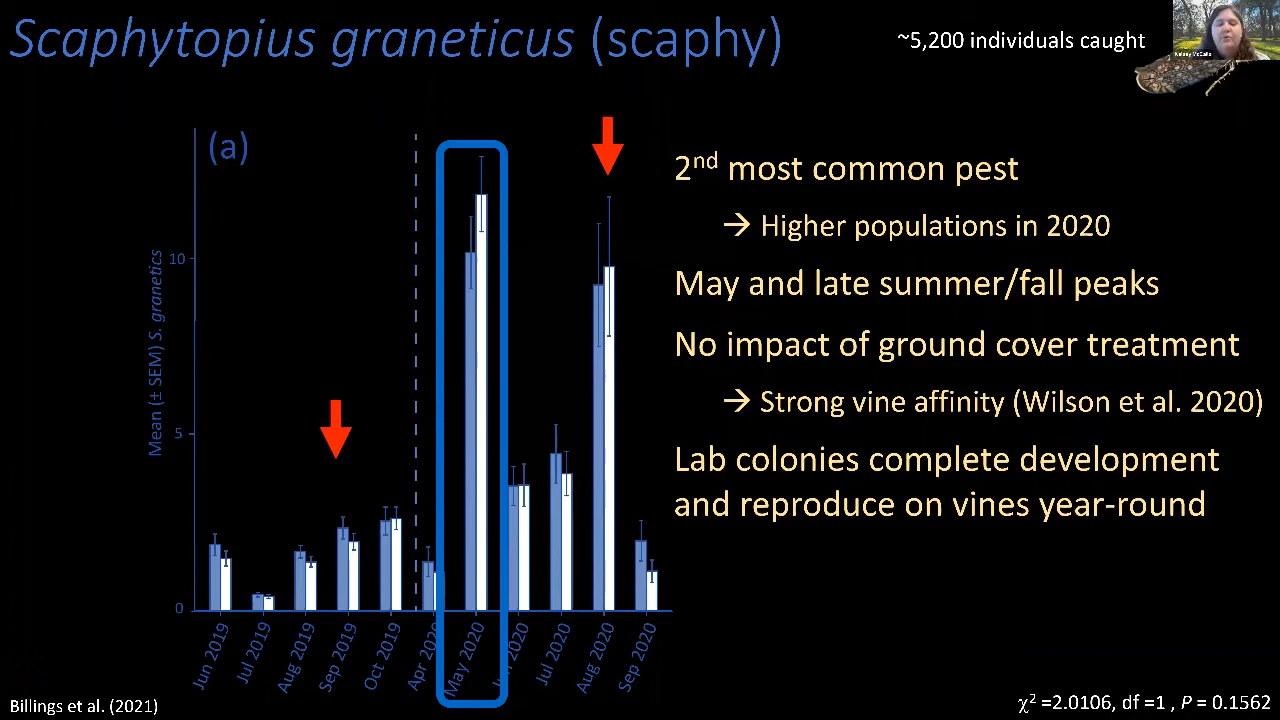 Scaphytopius graneticus (scaphy)
~5,200 individuals caught
Kelsey McCalla
(a)
2nd most common pest
→ Higher populations in 2020
May and late summer/fall peaks
No impact of ground cover treatment
→ Strong vine affinity (Wilson et al. 2020)
Lab colonies complete development
and reproduce on vines year-round
Mean (± SEM) S. granetics
10
5
0
Jun 2019
Jul 2019
Aug 2019
Sep 2019
Oct 2019
Apr 2020
May 2020
Jun 2020
Jul 2020
Aug 2020
Sep 2020
Billings et al. (2021)
χ² =2.0106, df =1 , P = 0.1562